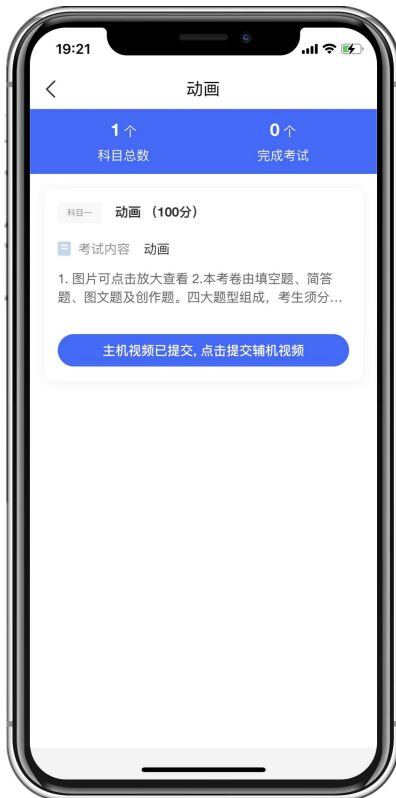 19:21
动画
1个
0个
科目总数
完成考试
科目一 动画 （100分）
考试内容 动画
1. 图片可点击放大查看 2.本考卷由填空题、简答
题、图文题及创作题。四大题型组成，考生须分...
主机视频已提交, 点击提交辅机视频